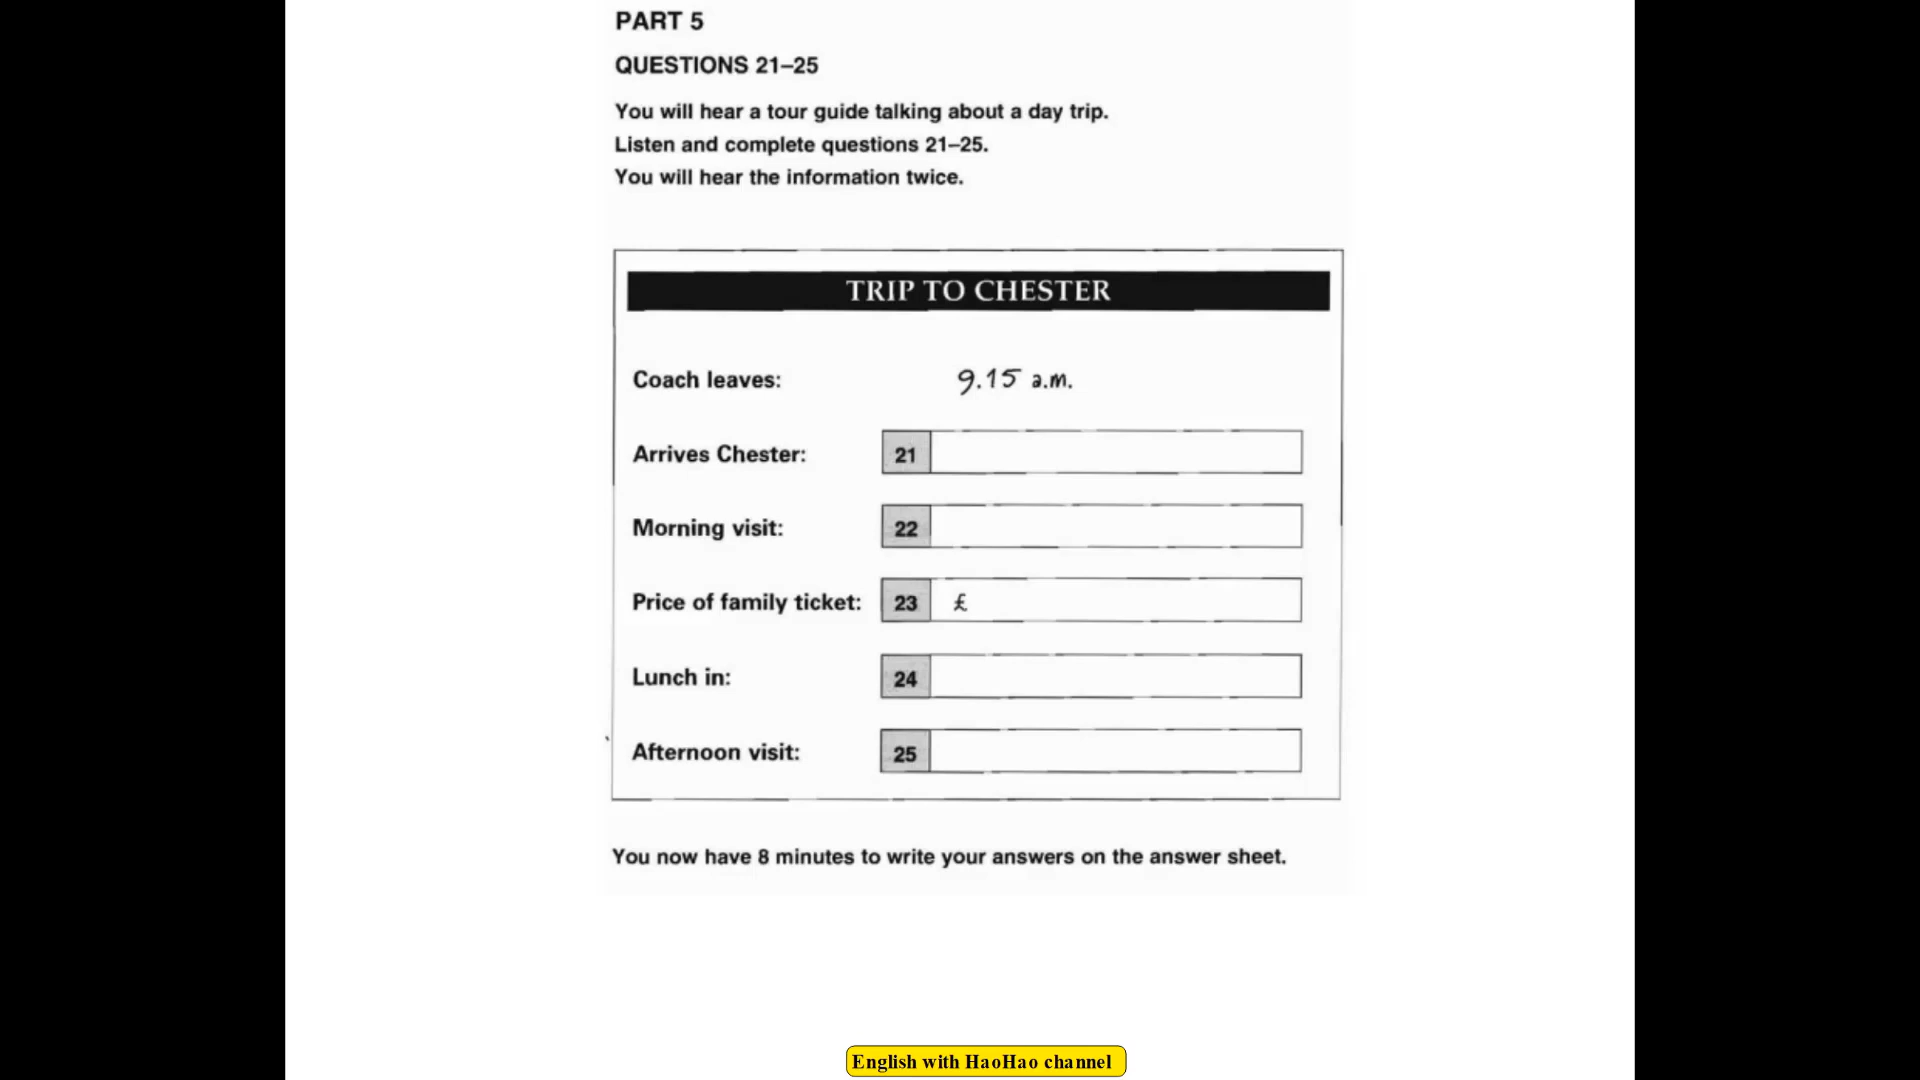 PART 5
QUESTIONS 21–25
You will hear a tour guide talking about a day trip.
Listen and complete questions 21–25.
You will hear the information twice.
TRIP TO CHESTER
Coach leaves: 9.15 a.m.
Arrives Chester: 21
Morning visit: 22
Price of family ticket: 23 £
Lunch in: 24
Afternoon visit: 25
You now have 8 minutes to write your answers on the answer sheet.
English with HaoHao channel